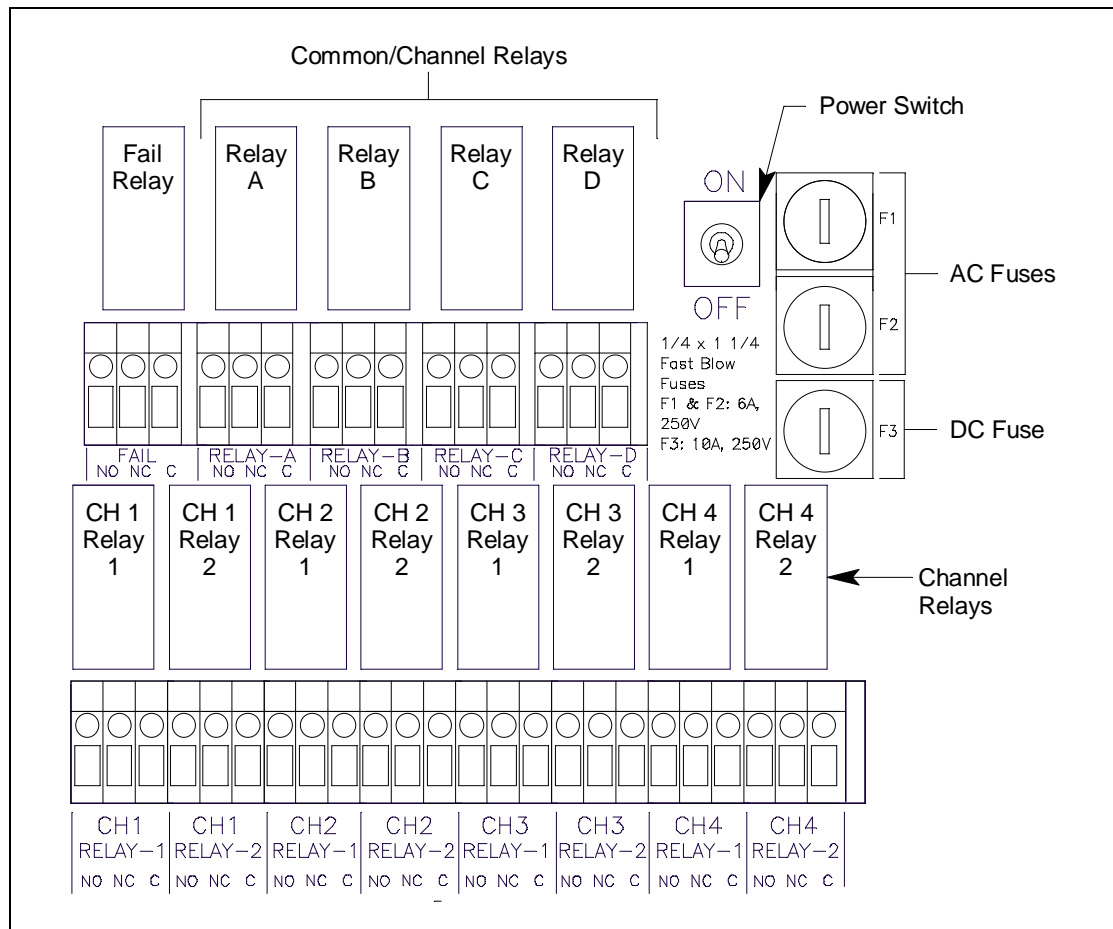 Common/Channel Relays
Power Switch
Fail
Relay
Relay
A
Relay
B
Relay
C
Relay
D
ON
OFF
F1
F2
AC Fuses
1/4 x 1 1/4
Fast Blow
Fuses
F1 & F2: 6A,
250V
F3: 10A, 250V
F3
DC Fuse
FAIL
NO NC C
RELAY-A
NO NC C
RELAY-B
NO NC C
RELAY-C
NO NC C
RELAY-D
NO NC C
CH 1
Relay
1
CH 1
Relay
2
CH 2
Relay
1
CH 2
Relay
2
CH 3
Relay
1
CH 3
Relay
2
CH 4
Relay
1
CH 4
Relay
2
Channel
Relays
CH1
RELAY-1
NO NC C
CH1
RELAY-2
NO NC C
CH2
RELAY-1
NO NC C
CH2
RELAY-2
NO NC C
CH3
RELAY-1
NO NC C
CH3
RELAY-2
NO NC C
CH4
RELAY-1
NO NC C
CH4
RELAY-2
NO NC C